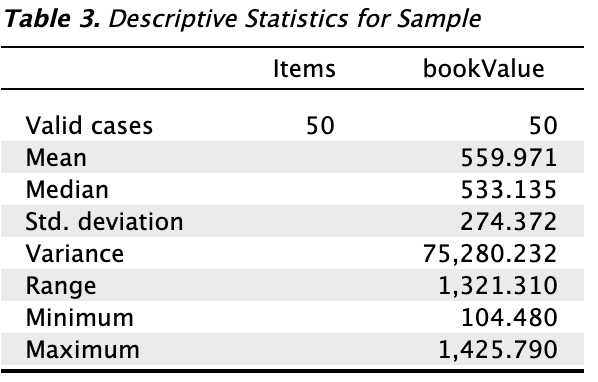 Table 3. Descriptive Statistics for Sample
Items bookValue
Valid cases 50 50
Mean 559.971
Median 533.135
Std. deviation 274.372
Variance 75,280.232
Range 1,321.310
Minimum 104.480
Maximum 1,425.790